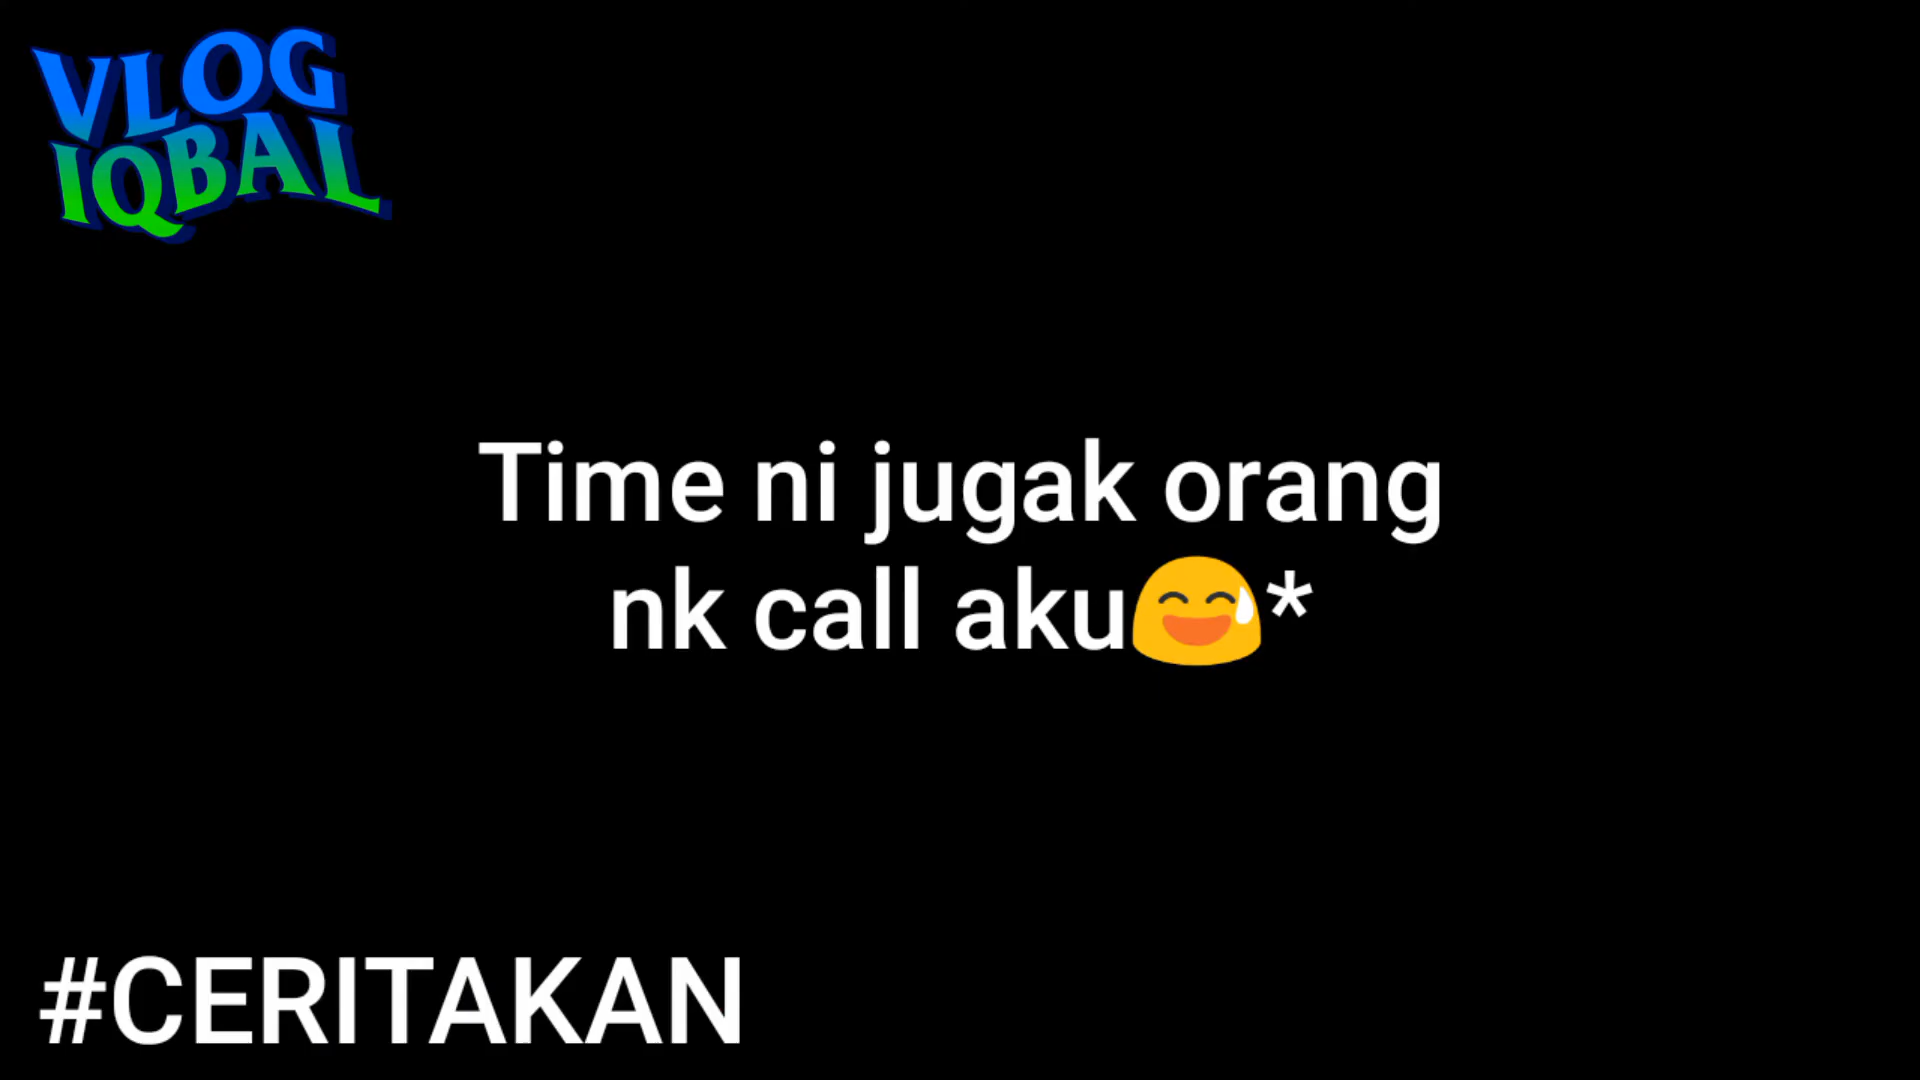 VLOG
IQBAL
Time ni jugak orang
nk call aku😅*
#CERITAKAN